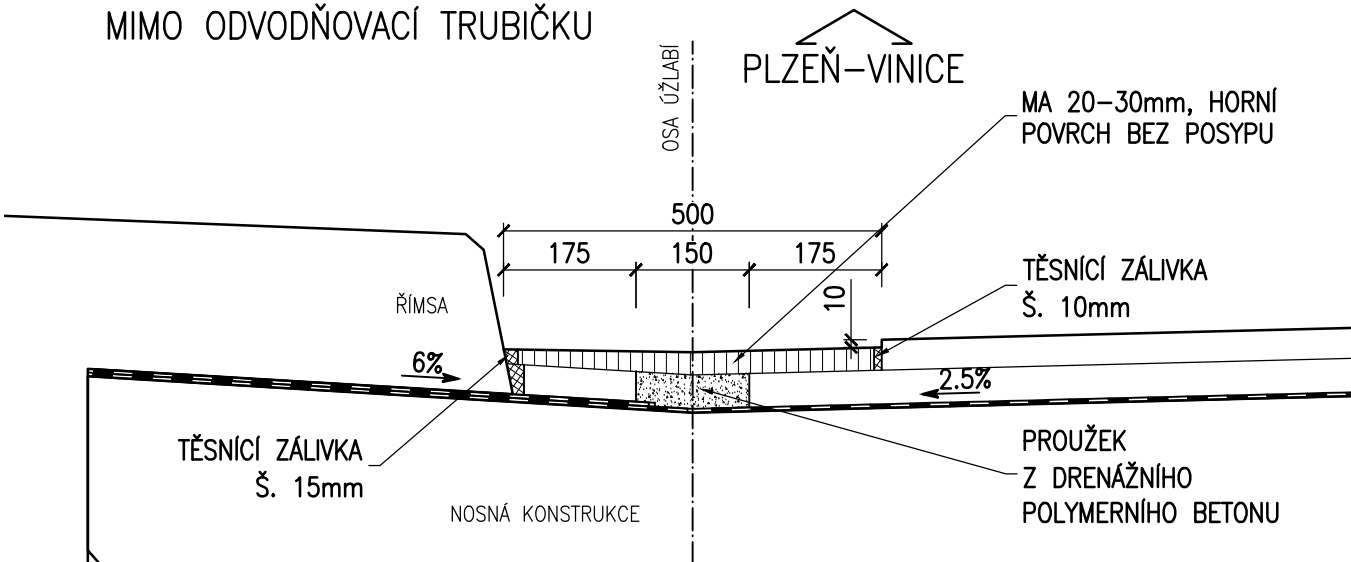 MIMO ODVODŇOVACÍ TRUBIČKU
OSA ÚŽLABÍ
PLZEŇ-VINICE
MA 20-30mm, HORNÍ
POVRCH BEZ POSYPU
500
175
150
175
10
TĚSNÍCÍ ZÁLIVKA
Š. 10mm
ŘÍMSA
6%
2.5%
TĚSNÍCÍ ZÁLIVKA
Š. 15mm
PROUŽEK
Z DRENÁŽNÍHO
POLYMERNÍHO BETONU
NOSNÁ KONSTRUKCE